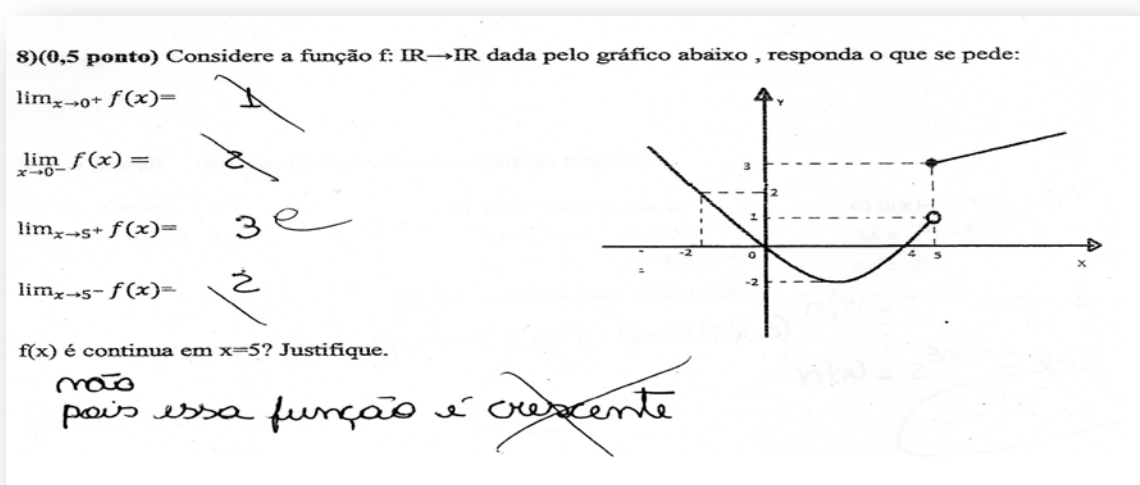 8)(0,5 ponto) Considere a função f: IR→IR dada pelo gráfico abaixo , responda o que se pede:
lim x→0+ f(x)= 1
lim x→0− f(x) = 2
lim x→5+ f(x)= 3
lim x→5− f(x)= 2
Y
3
2
1
-2
0
4
5
X
-2
f(x) é continua em x=5? Justifique.
não
pois essa função é crescente